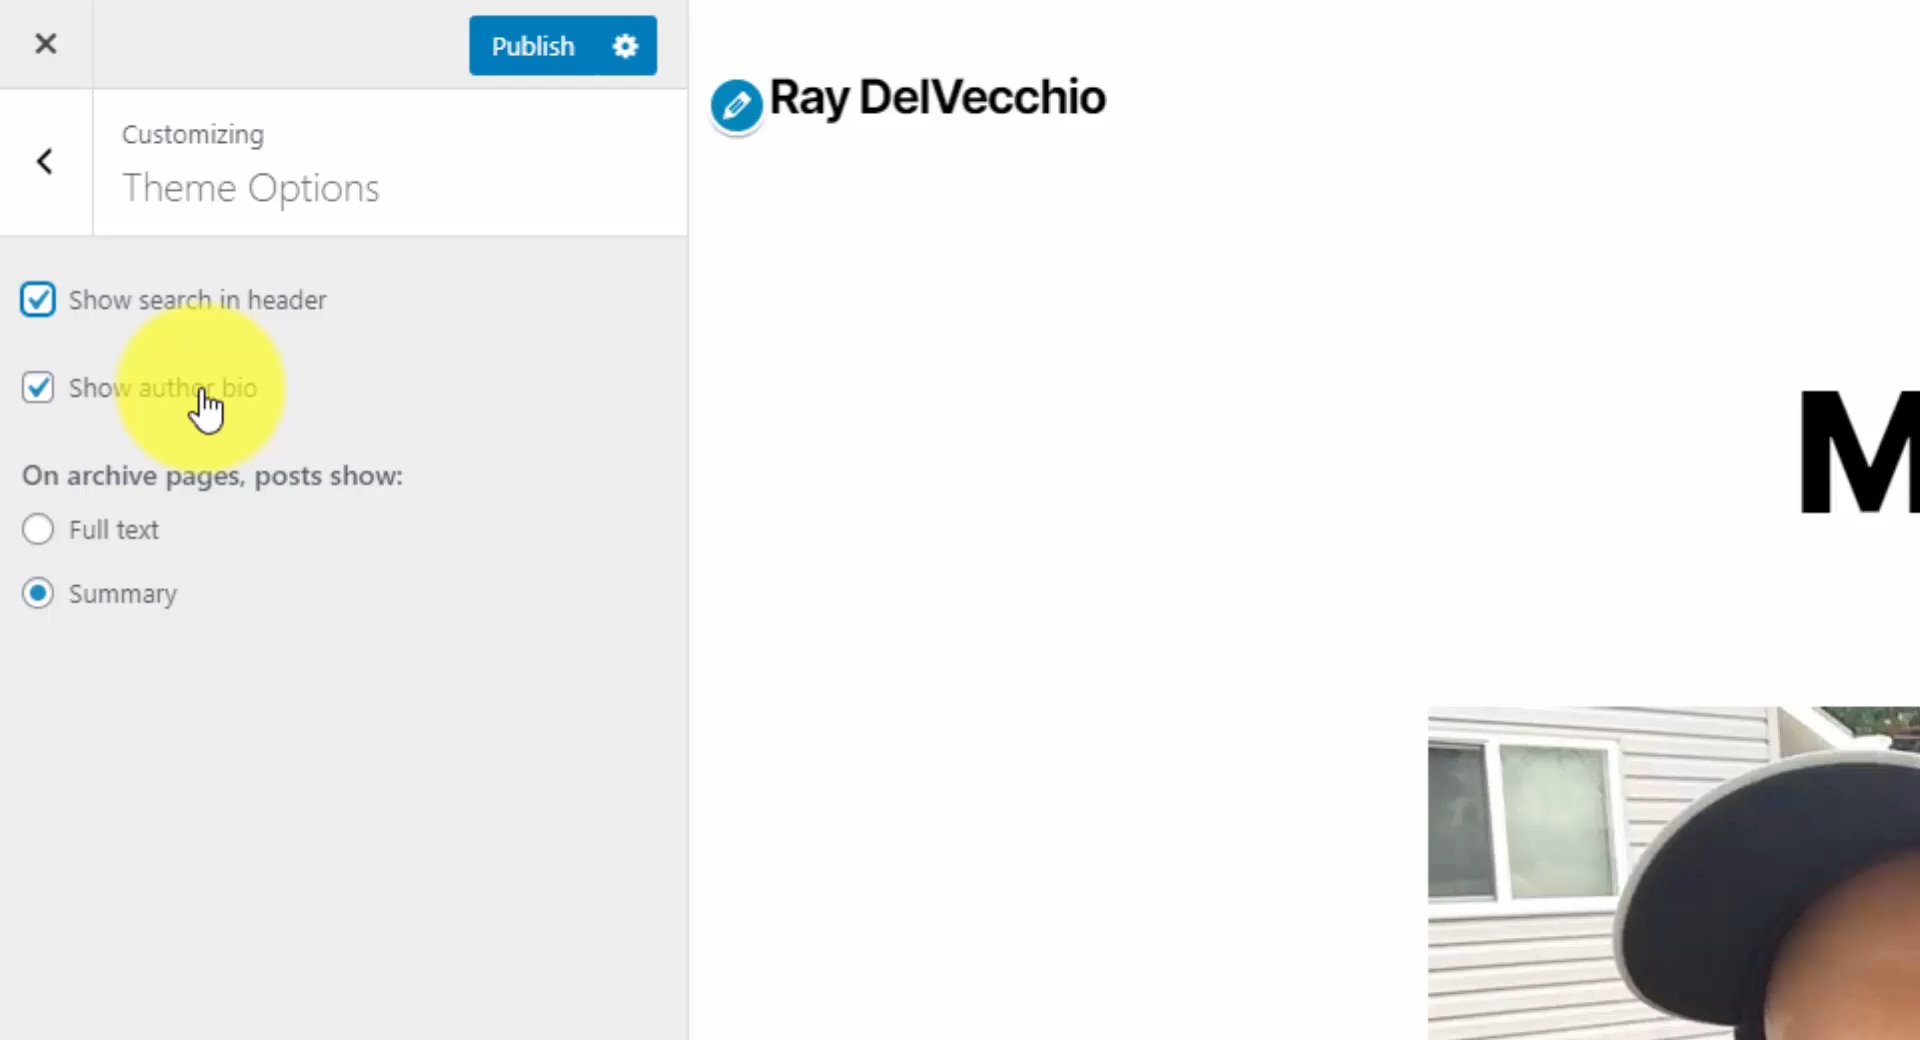 Publish
Customizing
Theme Options
Show search in header
Show author bio
On archive pages, posts show:
Full text
Summary
Ray DelVecchio
M